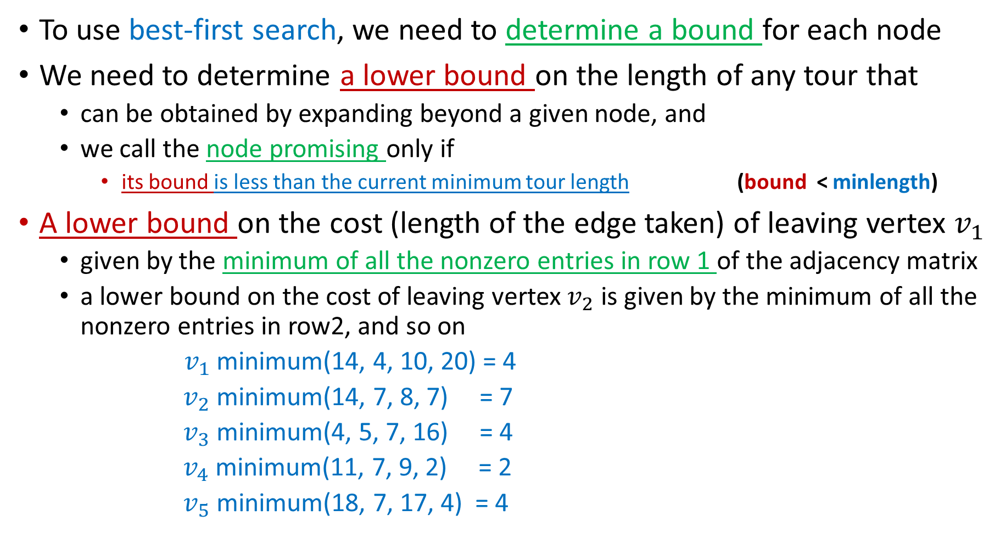 • To use best-first search, we need to determine a bound for each node
• We need to determine a lower bound on the length of any tour that
• can be obtained by expanding beyond a given node, and
• we call the node promising only if
• its bound is less than the current minimum tour length (bound < minlength)
• A lower bound on the cost (length of the edge taken) of leaving vertex v₁
• given by the minimum of all the nonzero entries in row 1 of the adjacency matrix
• a lower bound on the cost of leaving vertex v₂ is given by the minimum of all the
nonzero entries in row2, and so on
v₁ minimum(14, 4, 10, 20) = 4
v₂ minimum(14, 7, 8, 7) = 7
v₃ minimum(4, 5, 7, 16) = 4
v₄ minimum(11, 7, 9, 2) = 2
v₅ minimum(18, 7, 17, 4) = 4